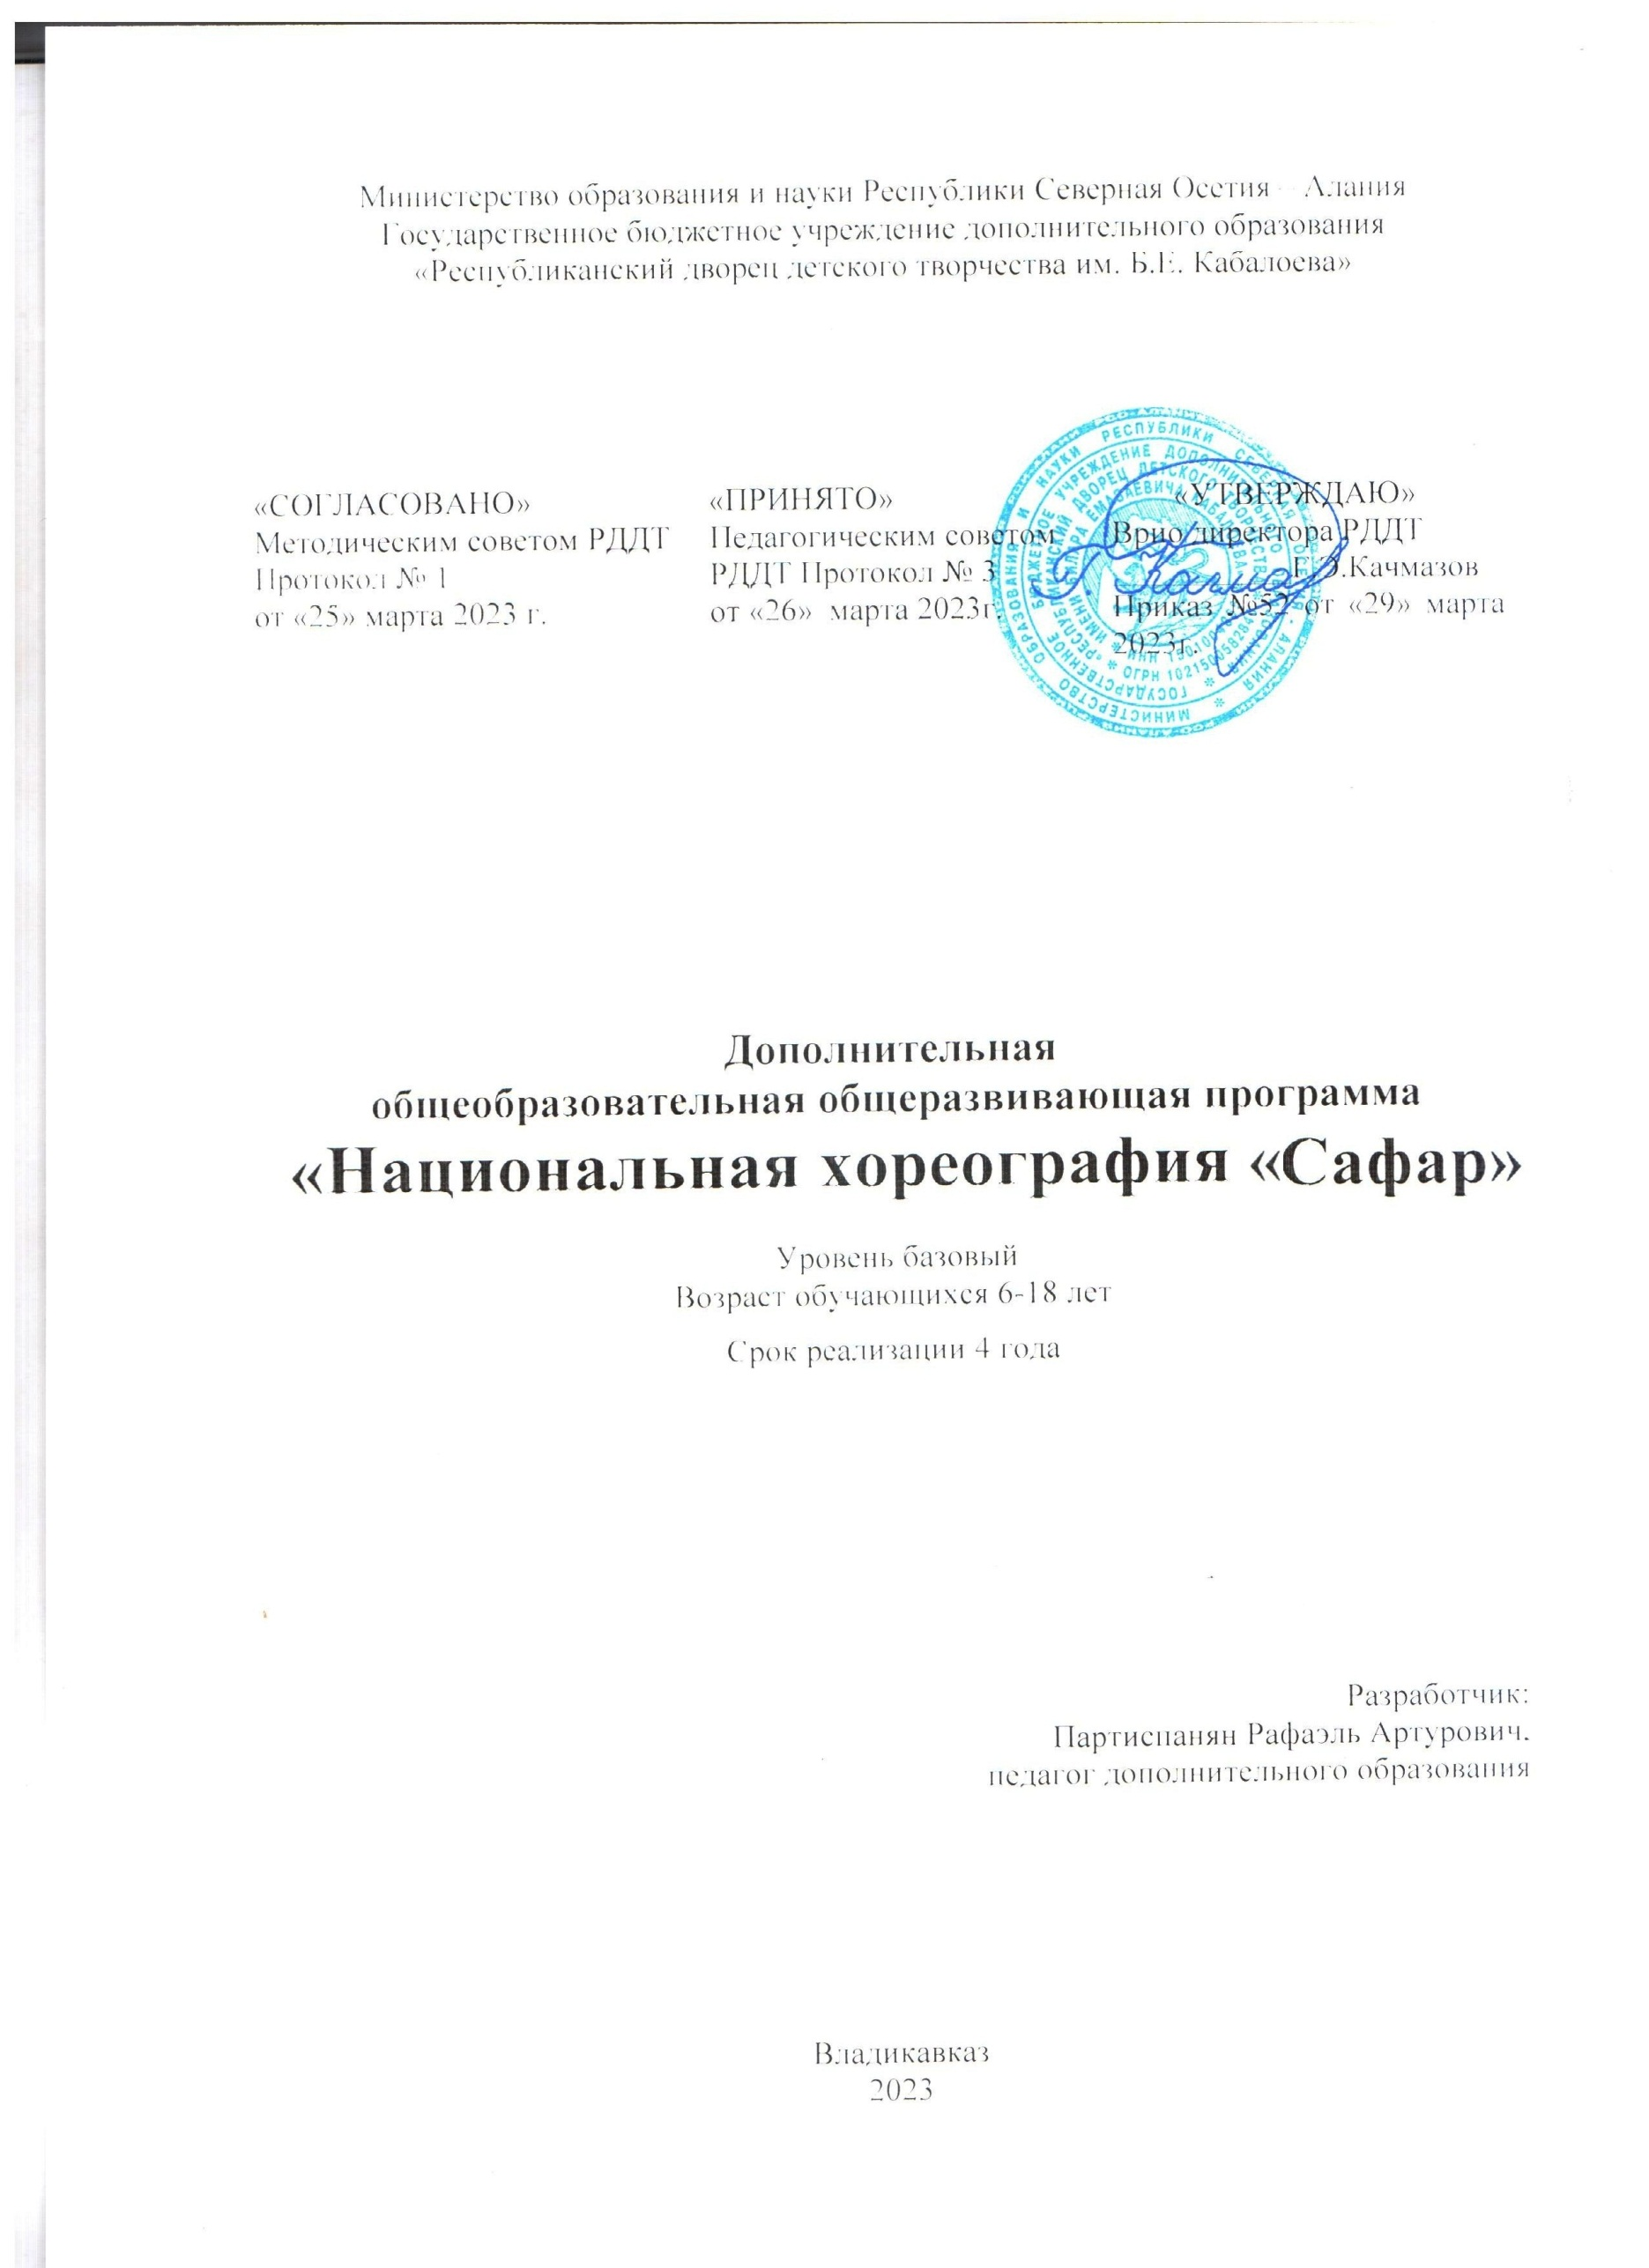 Министерство образования и науки Республики Северная Осетия – Алания
Государственное бюджетное учреждение дополнительного образования
«Республиканский дворец детского творчества им. Б.Е. Кабалоева»
«СОГЛАСОВАНО»
Методическим советом РДДТ
Протокол № 1
от «25» марта 2023 г.
«ПРИНЯТО»
Педагогическим советом
РДДТ Протокол № 3
от «26» марта 2023г.
«УТВЕРЖДАЮ»
Врио директора РДДТ
Качмазов
Приказ №52 от «29» марта
2023г.
Дополнительная
общеобразовательная общеразвивающая программа
«Национальная хореография «Сафар»
Уровень базовый
Возраст обучающихся 6-18 лет
Срок реализации 4 года
Разработчик:
Партиспанян Рафаэль Артурович.
педагог дополнительного образования
Владикавказ
2023